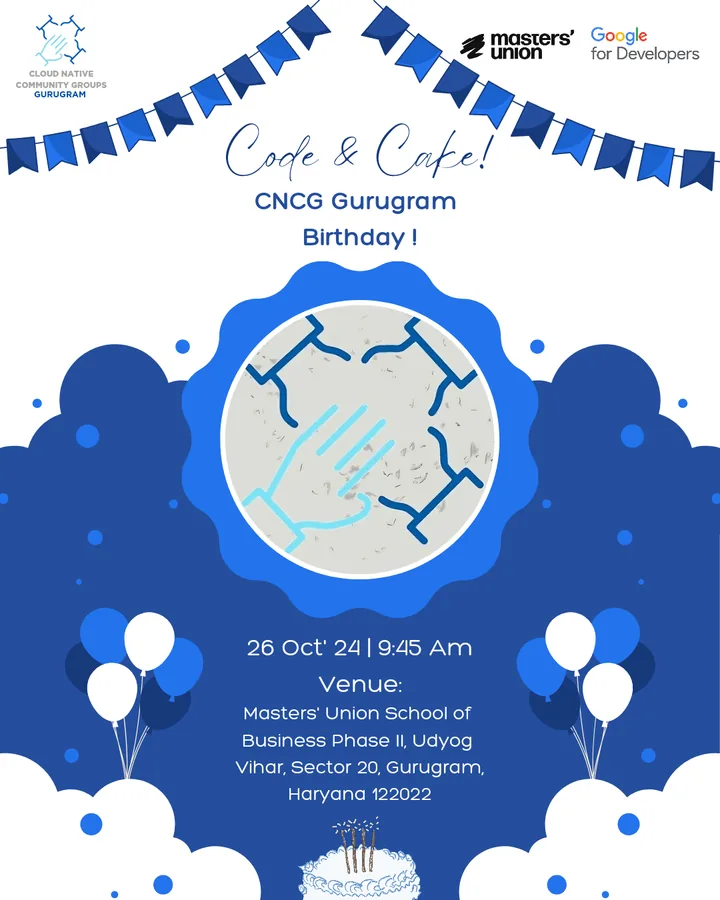 CLOUD NATIVE
COMMUNITY GROUPS
GURUGRAM
masters'
union
Google
for Developers
Code & Cake!
CNCG Gurugram
Birthday !
26 Oct' 24 | 9:45 Am
Venue:
Masters' Union School of
Business Phase II, Udyog
Vihar, Sector 20, Gurugram,
Haryana 122022